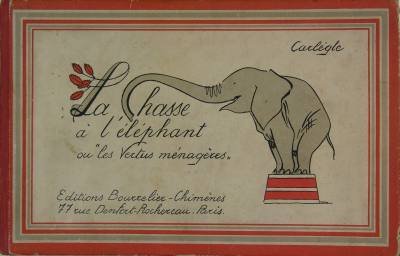 Carlègle
La Chasse
à l'éléphant
ou "les Vertus ménagères"
Editions Bourrelier-Chimènes
77 rue Denfert-Rochereau. Paris.